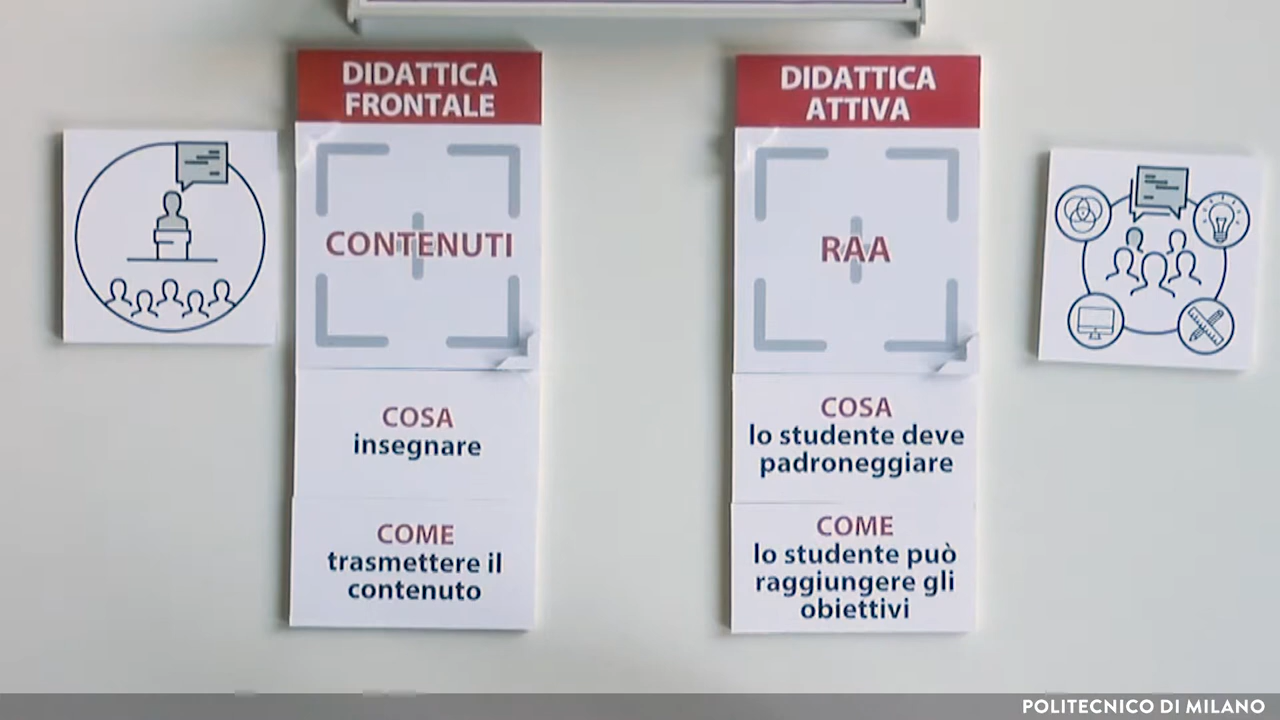 DIDATTICA
FRONTALE
CONTENUTI
COSA
insegnare
COME
trasmettere il
contenuto
DIDATTICA
ATTIVA
RAA
COSA
lo studente deve
padroneggiare
COME
lo studente può
raggiungere gli
obiettivi
POLITECNICO DI MILANO